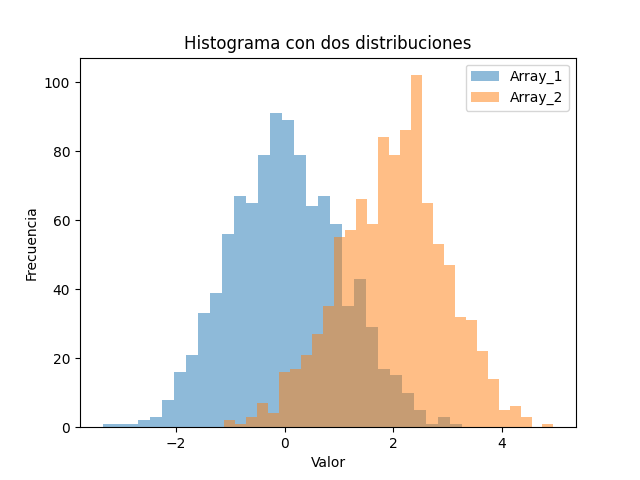 Histograma con dos distribuciones
Array_1
Array_2
100
80
60
40
20
0
Frecuencia
−2
0
2
4
Valor